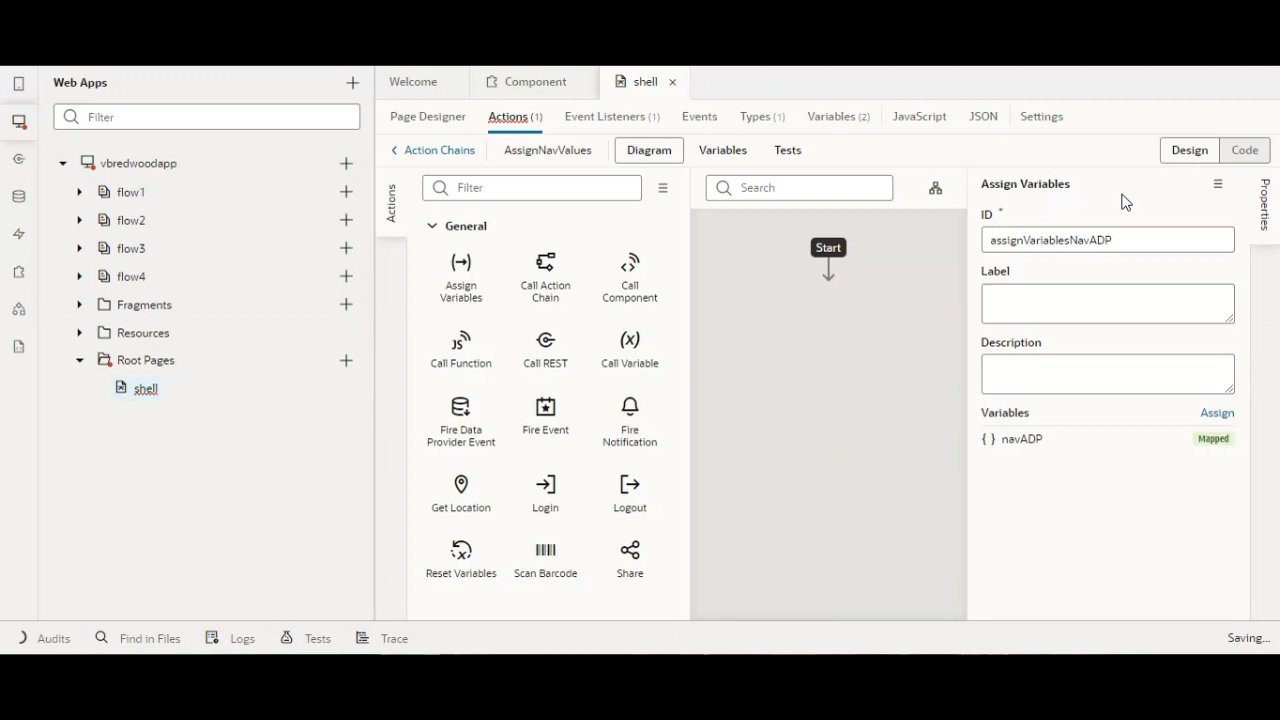 Web Apps
Filter
vbredwoodapp
flow1
flow2
flow3
flow4
Fragments
Resources
Root Pages
shell
Welcome
Component
shell
Page Designer
Actions (1)
Event Listeners (1)
Events
Types (1)
Variables (2)
JavaScript
JSON
Settings
Action Chains
AssignNavValues
Diagram
Variables
Tests
Design
Code
Actions
Filter
General
Assign
Variables
Call Action
Chain
Call
Component
Call Function
Call REST
Call Variable
Fire Data
Provider Event
Fire Event
Fire
Notification
Get Location
Login
Logout
Reset Variables
Scan Barcode
Share
Search
Start
Assign Variables
ID *
assignVariablesNavADP
Label
Description
Variables
Assign
{ } navADP
Mapped
Properties
Audits
Find in Files
Logs
Tests
Trace
Saving...